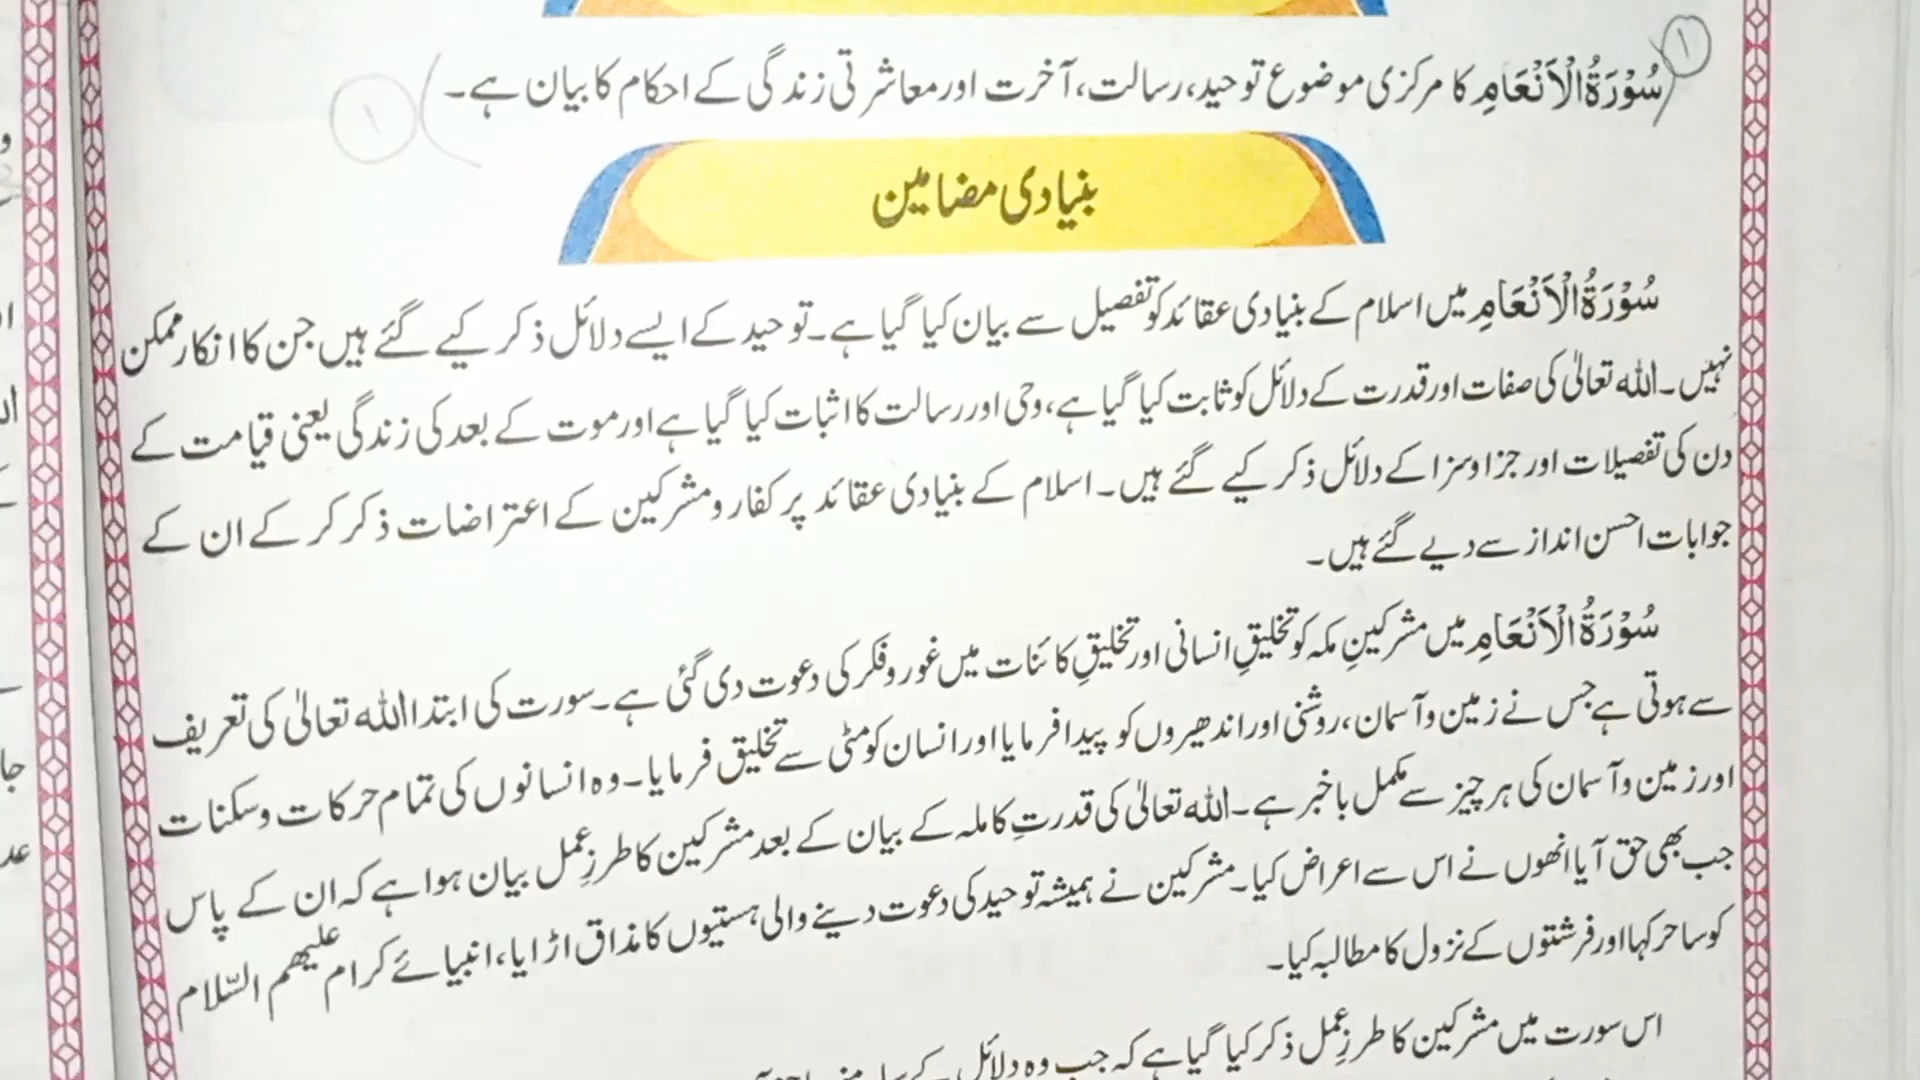 ۱
سُوْرَةُ الْاَنْعَامِ کا مرکزی موضوع توحید، رسالت، آخرت اور معاشرتی زندگی کے احکام کا بیان ہے۔
۱
بنیادی مضامین
سُوْرَةُ الْاَنْعَامِ میں اسلام کے بنیادی عقائد کو تفصیل سے بیان کیا گیا ہے۔ توحید کے ایسے دلائل ذکر کیے گئے ہیں جن کا انکار ممکن
نہیں۔ اللہ تعالیٰ کی صفات اور قدرت کے دلائل کو ثابت کیا گیا ہے، وحی اور رسالت کا اثبات کیا گیا ہے اور موت کے بعد کی زندگی یعنی قیامت کے
دن کی تفصیلات اور جزا و سزا کے دلائل ذکر کیے گئے ہیں۔ اسلام کے بنیادی عقائد پر کفار و مشرکین کے اعتراضات ذکر کر کے ان کے
جوابات احسن انداز سے دیے گئے ہیں۔
سُوْرَةُ الْاَنْعَامِ میں مشرکینِ مکہ کو تخلیقِ انسانی اور تخلیقِ کائنات میں غور و فکر کی دعوت دی گئی ہے۔ سورت کی ابتدا اللہ تعالیٰ کی تعریف
سے ہوتی ہے جس نے زمین و آسمان، روشنی اور اندھیروں کو پیدا فرمایا اور انسان کو مٹی سے تخلیق فرمایا۔ وہ انسانوں کی تمام حرکات و سکنات
اور زمین و آسمان کی ہر چیز سے مکمل باخبر ہے۔ اللہ تعالیٰ کی قدرتِ کاملہ کے بیان کے بعد مشرکین کا طرزِ عمل بیان ہوا ہے کہ ان کے پاس
جب بھی حق آیا انھوں نے اس سے اعراض کیا۔ مشرکین نے ہمیشہ توحید کی دعوت دینے والی ہستیوں کا مذاق اڑایا، انبیائے کرام علیھم السّلام
کو ساحر کہا اور فرشتوں کے نزول کا مطالبہ کیا۔
اس سورت میں مشرکین کا طرزِ عمل ذکر کیا گیا ہے کہ جب وہ دلائل کے